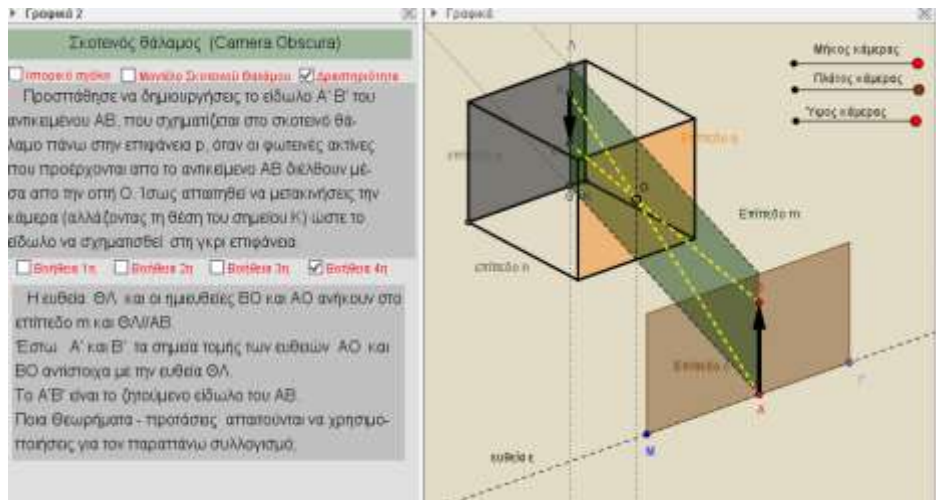 Γραφικά 2
Σκοτεινός Θάλαμος (Camera Obscura)
Ιστορικό Μοντέλο Σκοτεινού Θαλάμου Δραστηριότητα
Προσπάθησε να δημιουργήσεις το είδωλο Α' Β' του
αντικειμένου ΑΒ, που σχηματίζεται στο σκοτεινό θά-
λαμο πάνω στην επιφάνεια p, όταν οι φωτεινές ακτίνες
που προέρχονται απο το αντικείμενο ΑΒ διέλθουν μέ-
σα απο την οπή Ο. Ίσως απαιτηθεί να μετακινήσεις την
κάμερα (αλλάζοντας τη θέση του σημείου Κ) ώστε το
είδωλο να σχηματισθεί στη γκρι επιφάνεια.
Βοήθεια 1η Βοήθεια 2η Βοήθεια 3η Βοήθεια 4η
Η ευθεία ΘΛ και οι ημιευθείες ΒΟ και ΑΟ ανήκουν στο
επίπεδο m και ΘΛ//ΑΒ.
Έστω Α' και Β' τα σημεία τομής των ευθειών ΑΟ και
ΒΟ αντίστοιχα με την ευθεία ΘΛ.
Το Α'Β' είναι το ζητούμενο είδωλο του ΑΒ.
Ποια Θεωρήματα - προτάσεις απαιτούνται να χρησιμο-
ποιήσεις για τον παραπάνω συλλογισμό;
Γραφικά
Μήκος κάμερας
Πλάτος κάμερας
Ύψος κάμερας
Λ
Επίπεδο q
Ο
Επίπεδο m
επίπεδο n
Επίπεδο
Α
Γ
Μ
ευθεία ε